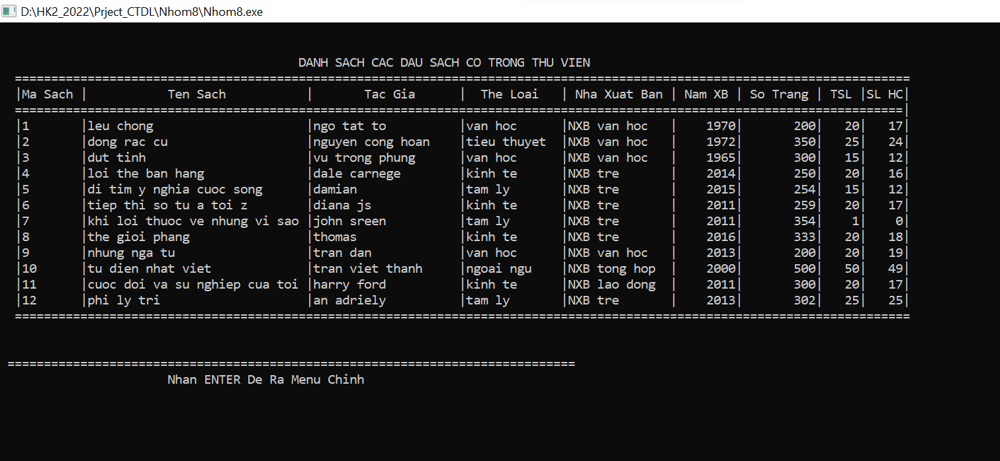 D:\HK2_2022\Prject_CTDL\Nhom8\Nhom8.exe
DANH SACH CAC DAU SACH CO TRONG THU VIEN
===========================================================================================================================
|Ma Sach |           Ten Sach           |       Tac Gia      |  The Loai   | Nha Xuat Ban | Nam XB | So Trang | TSL |SL HC|
==========================================================================================================================|
|1       |leu chong                     |ngo tat to          |van hoc      |NXB van hoc   |    1970|       200|   20|   17|
|2       |dong rac cu                   |nguyen cong hoan    |tieu thuyet  |NXB van hoc   |    1972|       350|   25|   24|
|3       |dut tinh                      |vu trong phung      |van hoc      |NXB van hoc   |    1965|       300|   15|   12|
|4       |loi the ban hang              |dale carnege        |kinh te      |NXB tre       |    2014|       250|   20|   16|
|5       |di tim y nghia cuoc song      |damian              |tam ly       |NXB tre       |    2015|       254|   15|   12|
|6       |tiep thi so tu a toi z        |diana js            |kinh te      |NXB tre       |    2011|       259|   20|   17|
|7       |khi loi thuoc ve nhung vi sao |john sreen          |tam ly       |NXB tre       |    2011|       354|    1|    0|
|8       |the gioi phang                |thomas              |kinh te      |NXB tre       |    2016|       333|   20|   18|
|9       |nhung nga tu                  |tran dan            |van hoc      |NXB van hoc   |    2013|       200|   20|   19|
|10      |tu dien nhat viet             |tran viet thanh     |ngoai ngu    |NXB tong hop  |    2000|       500|   50|   49|
|11      |cuoc doi va su nghiep cua toi |harry ford          |kinh te      |NXB lao dong  |    2011|       300|   20|   17|
|12      |phi ly tri                    |an adriely          |tam ly       |NXB tre       |    2013|       302|   25|   25|
===========================================================================================================================
==============================================================================
Nhan ENTER De Ra Menu Chinh